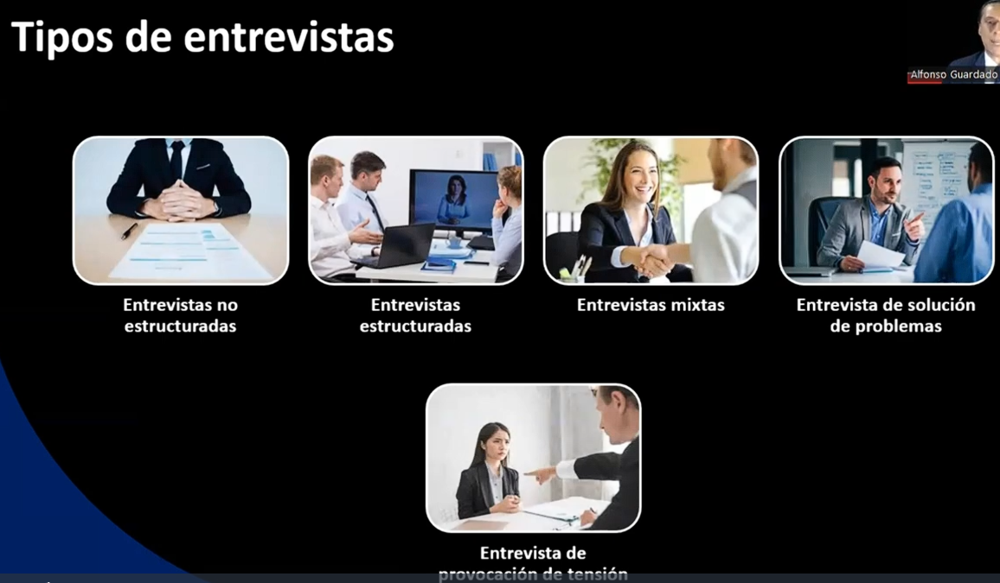 Tipos de entrevistas
Alfonso Guardado
Entrevistas no
estructuradas
Entrevistas
estructuradas
Entrevistas mixtas
Entrevista de solución
de problemas
Entrevista de
provocación de tensión